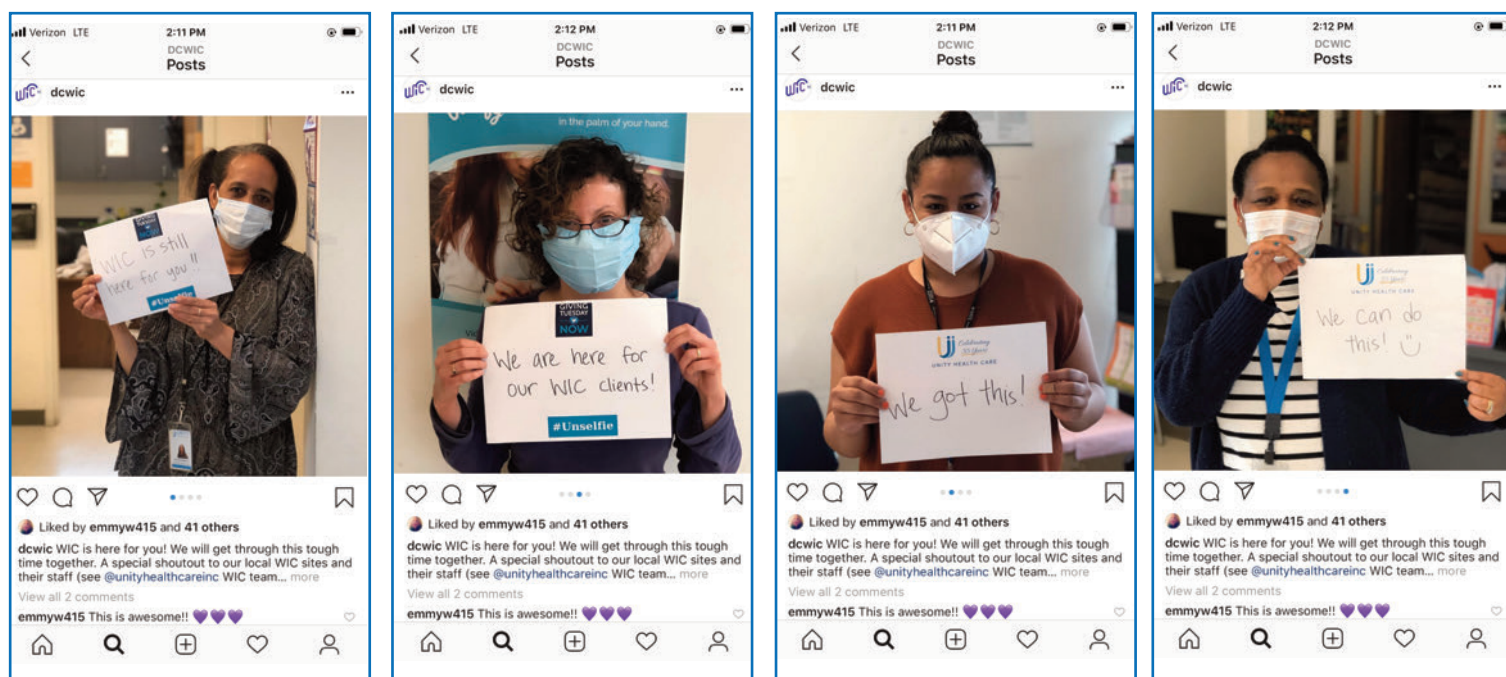 Verizon LTE
2:11 PM
DCWIC
Posts
dcwic
GIVING
TUESDAY
NOW
WIC is still
here for you!!
#Unselfie
Liked by emmyw415 and 41 others
dcwic WIC is here for you! We will get through this tough
time together. A special shoutout to our local WIC sites and
their staff (see @unityhealthcareinc WIC team... more
View all 2 comments
emmyw415 This is awesome!! 💜💜💜
Verizon LTE
2:12 PM
DCWIC
Posts
dcwic
in the palm of your hand.
GIVING
TUESDAY
NOW
We are here for
our WIC clients!
#Unselfie
Liked by emmyw415 and 41 others
dcwic WIC is here for you! We will get through this tough
time together. A special shoutout to our local WIC sites and
their staff (see @unityhealthcareinc WIC team... more
View all 2 comments
emmyw415 This is awesome!! 💜💜💜
Verizon LTE
2:11 PM
DCWIC
Posts
dcwic
Celebrating
UNITY HEALTH CARE
We got this!
Liked by emmyw415 and 41 others
dcwic WIC is here for you! We will get through this tough
time together. A special shoutout to our local WIC sites and
their staff (see @unityhealthcareinc WIC team... more
View all 2 comments
emmyw415 This is awesome!! 💜💜💜
Verizon LTE
2:12 PM
DCWIC
Posts
dcwic
Celebrating
UNITY HEALTH CARE
We can do
this! ☺
Liked by emmyw415 and 41 others
dcwic WIC is here for you! We will get through this tough
time together. A special shoutout to our local WIC sites and
their staff (see @unityhealthcareinc WIC team... more
View all 2 comments
emmyw415 This is awesome!! 💜💜💜